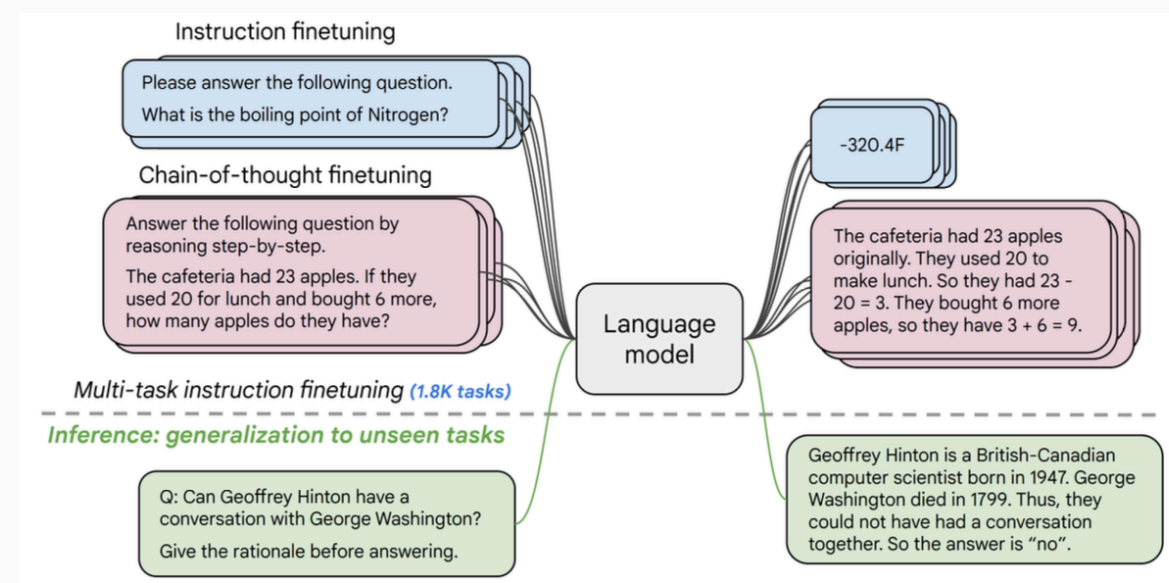 Instruction finetuning
Please answer the following question.
What is the boiling point of Nitrogen?
-320.4F
Chain-of-thought finetuning
Answer the following question by
reasoning step-by-step.
The cafeteria had 23 apples. If they
used 20 for lunch and bought 6 more,
how many apples do they have?
Language
model
The cafeteria had 23 apples
originally. They used 20 to
make lunch. So they had 23 -
20 = 3. They bought 6 more
apples, so they have 3 + 6 = 9.
Multi-task instruction finetuning (1.8K tasks)
Inference: generalization to unseen tasks
Q: Can Geoffrey Hinton have a
conversation with George Washington?
Give the rationale before answering.
Geoffrey Hinton is a British-Canadian
computer scientist born in 1947. George
Washington died in 1799. Thus, they
could not have had a conversation
together. So the answer is “no”.